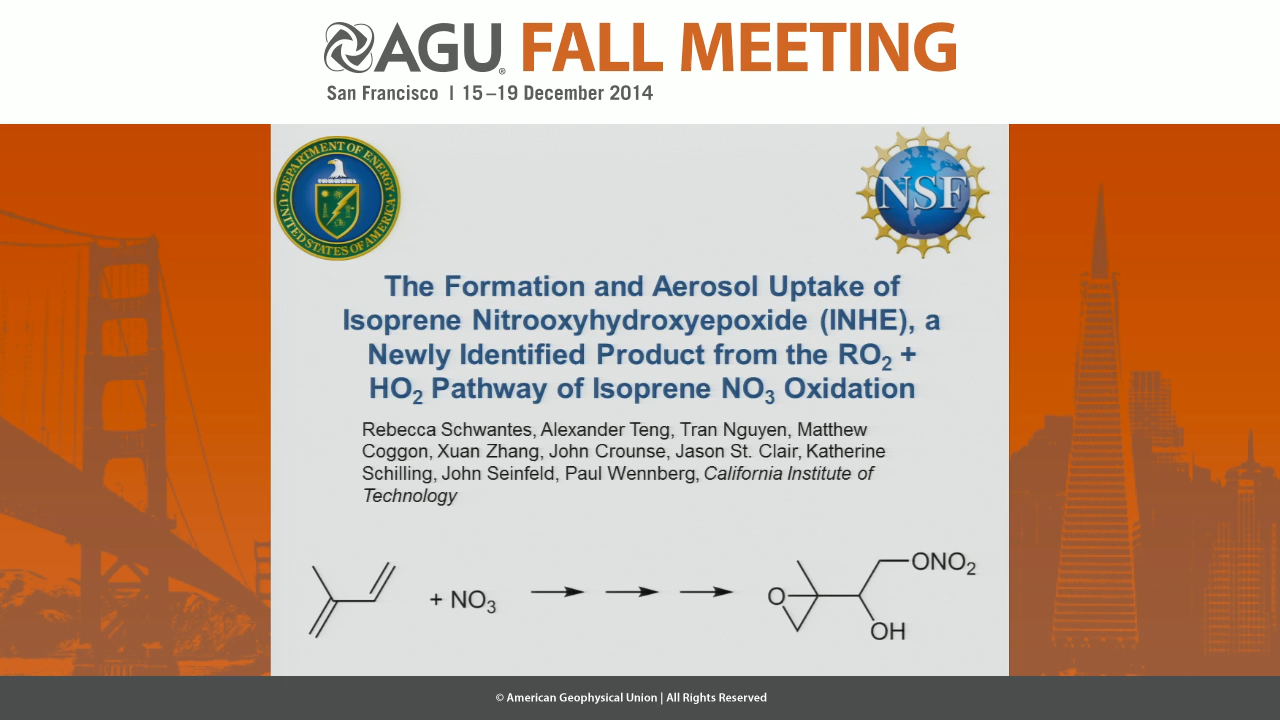 AGU FALL MEETING
San Francisco | 15–19 December 2014
DEPARTMENT OF ENERGY
UNITED STATES OF AMERICA
NSF
The Formation and Aerosol Uptake of
Isoprene Nitrooxyhydroxyepoxide (INHE), a
Newly Identified Product from the RO2 +
HO2 Pathway of Isoprene NO3 Oxidation
Rebecca Schwantes, Alexander Teng, Tran Nguyen, Matthew
Coggon, Xuan Zhang, John Crounse, Jason St. Clair, Katherine
Schilling, John Seinfeld, Paul Wennberg, California Institute of
Technology
+ NO3
O
ONO2
OH
© American Geophysical Union | All Rights Reserved